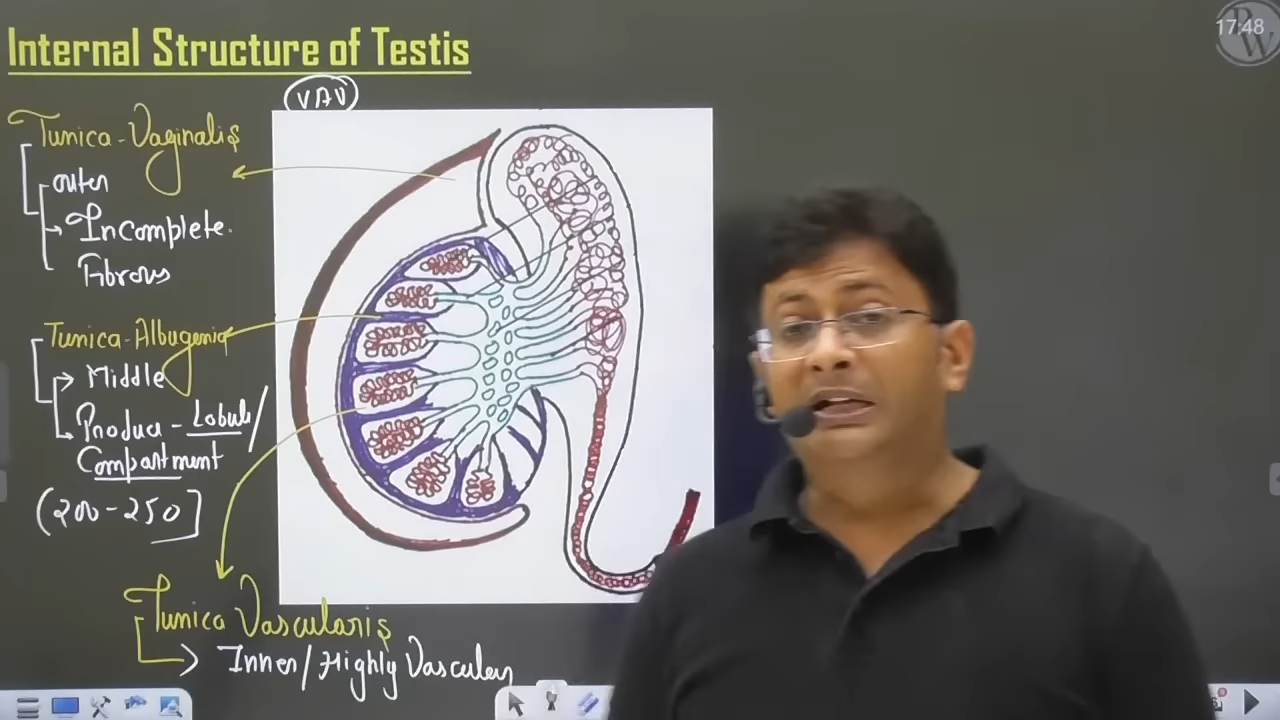 Internal Structure of Testis
17:48
PW
VAV
Tunica-Vaginalis
outer
Incomplete.
Fibrous
Tunica-Albugenia
Middle
Produce - Lobule/
Compartment
(200-250]
Tunica Vascularis
Inner/Highly Vascular